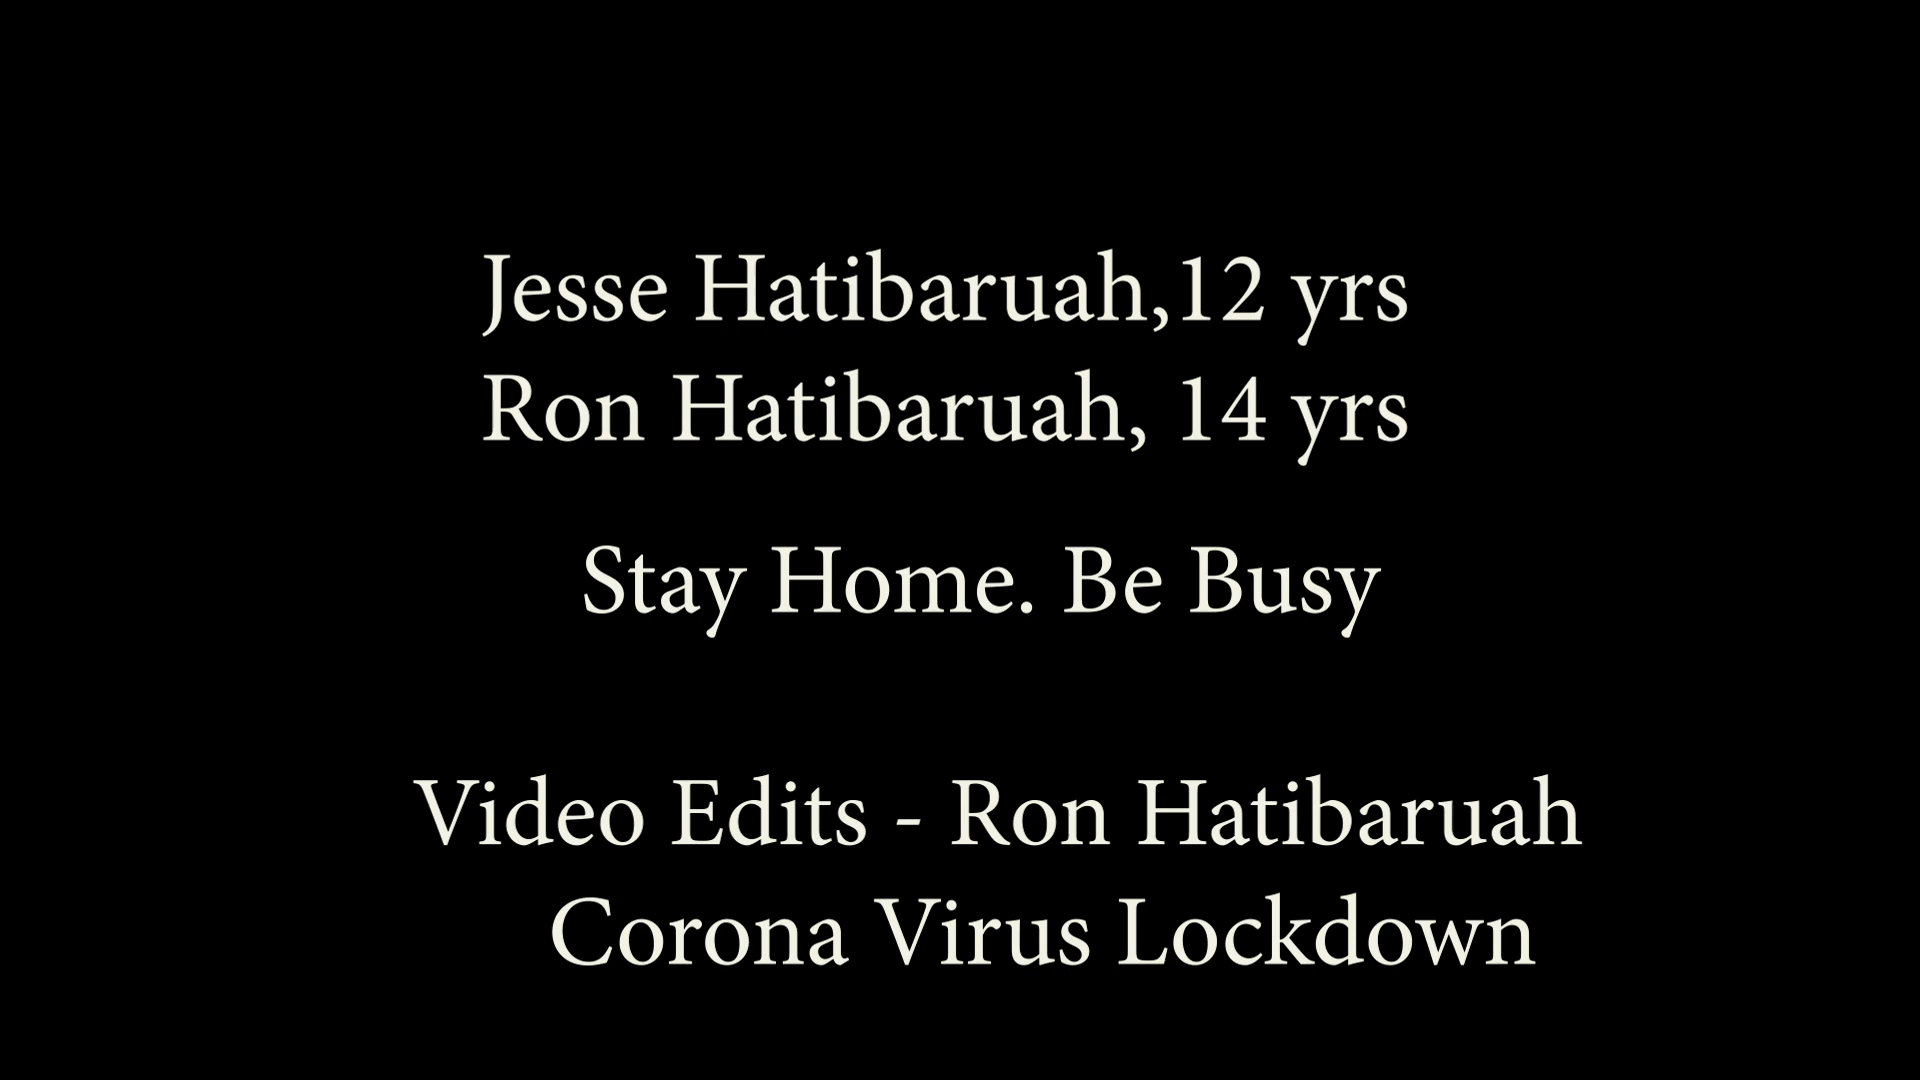 Jesse Hatibaruah,12 yrs
Ron Hatibaruah, 14 yrs
Stay Home. Be Busy
Video Edits - Ron Hatibaruah
Corona Virus Lockdown